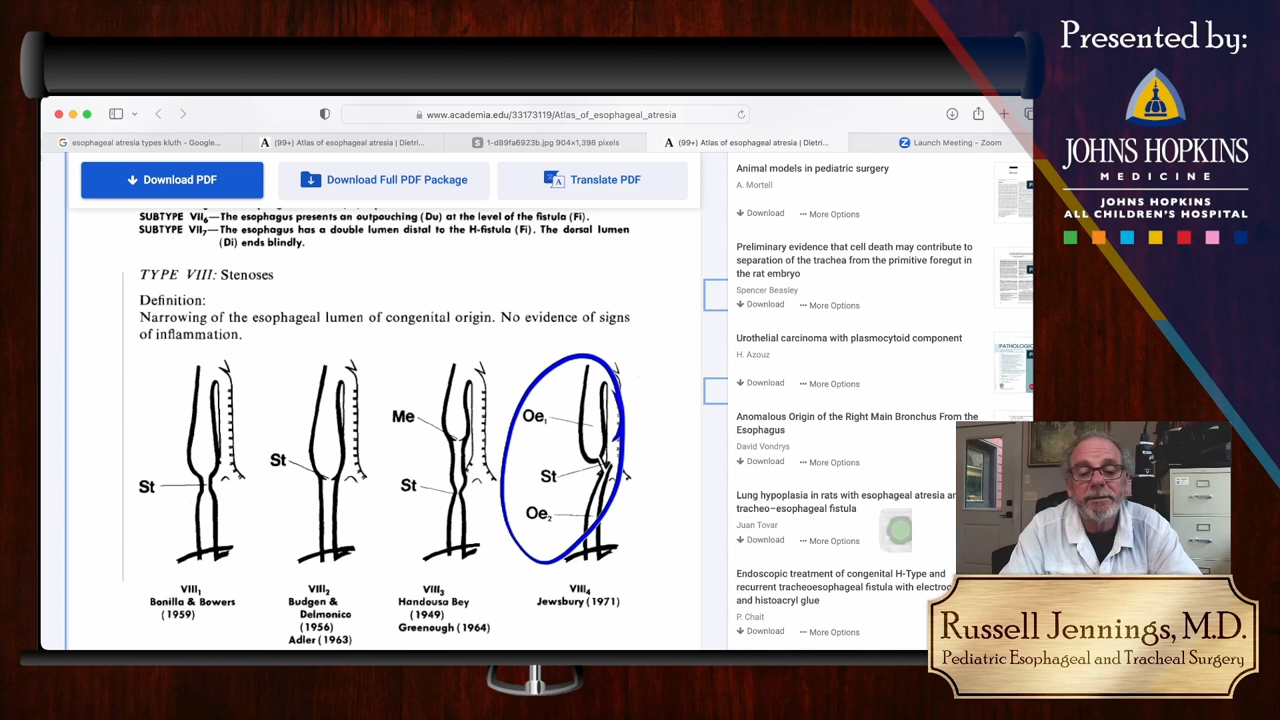 Presented by:
JOHNS HOPKINS
MEDICINE
JOHNS HOPKINS
ALL CHILDREN'S HOSPITAL
www.academia.edu/33173119/Atlas_of_esophageal_atresia
esophageal atresia types kluth - Google...
(99+) Atlas of esophageal atresia | Dietri...
1-d89fa6923b.jpg 904×1,398 pixels
(99+) Atlas of esophageal atresia | Dietri...
Launch Meeting - Zoom
Download PDF
Download Full PDF Package
Translate PDF
SUBTYPE VII6—The esophagus presents an outpouching (Du) at the level of the fistula (Fi).
SUBTYPE VII7—The esophagus has a double lumen distal to the H-fistula (Fi). The dorsal lumen
(Di) ends blindly.
TYPE VIII: Stenoses
Definition:
Narrowing of the esophageal lumen of congenital origin. No evidence of signs
of inflammation.
St
St
Me
St
Oe1
St
Oe2
VIII1
Bonilla & Bowers
(1959)
VIII2
Budgen &
Delmonico
(1956)
Adler (1963)
VIII3
Handousa Bey
(1949)
Greenough (1964)
VIII4
Jewsbury (1971)
Animal models in pediatric surgery
A. Mortell
Download
••• More Options
Preliminary evidence that cell death may contribute to
separation of the trachea from the primitive foregut in
the rat embryo
Spencer Beasley
Download
••• More Options
Urothelial carcinoma with plasmocytoid component
H. Azouz
Download
••• More Options
PATHOLOGI
Anomalous Origin of the Right Main Bronchus From the
Esophagus
David Vondrys
Download
••• More Options
Lung hypoplasia in rats with esophageal atresia an
tracheo-esophageal fistula
Juan Tovar
Download
••• More Options
Endoscopic treatment of congenital H-Type and
recurrent tracheoesophageal fistula with electroc
and histoacryl glue
P. Chait
Download
••• More Options
Russell Jennings, M.D.
Pediatric Esophageal and Tracheal Surgery